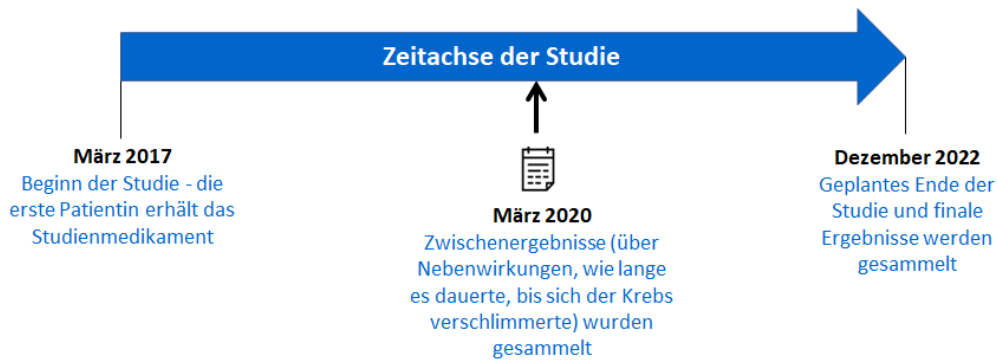 Zeitachse der Studie
März 2017
Beginn der Studie - die
erste Patientin erhält das
Studienmedikament
März 2020
Zwischenergebnisse (über
Nebenwirkungen, wie lange
es dauerte, bis sich der Krebs
verschlimmerte) wurden
gesammelt
Dezember 2022
Geplantes Ende der
Studie und finale
Ergebnisse werden
gesammelt